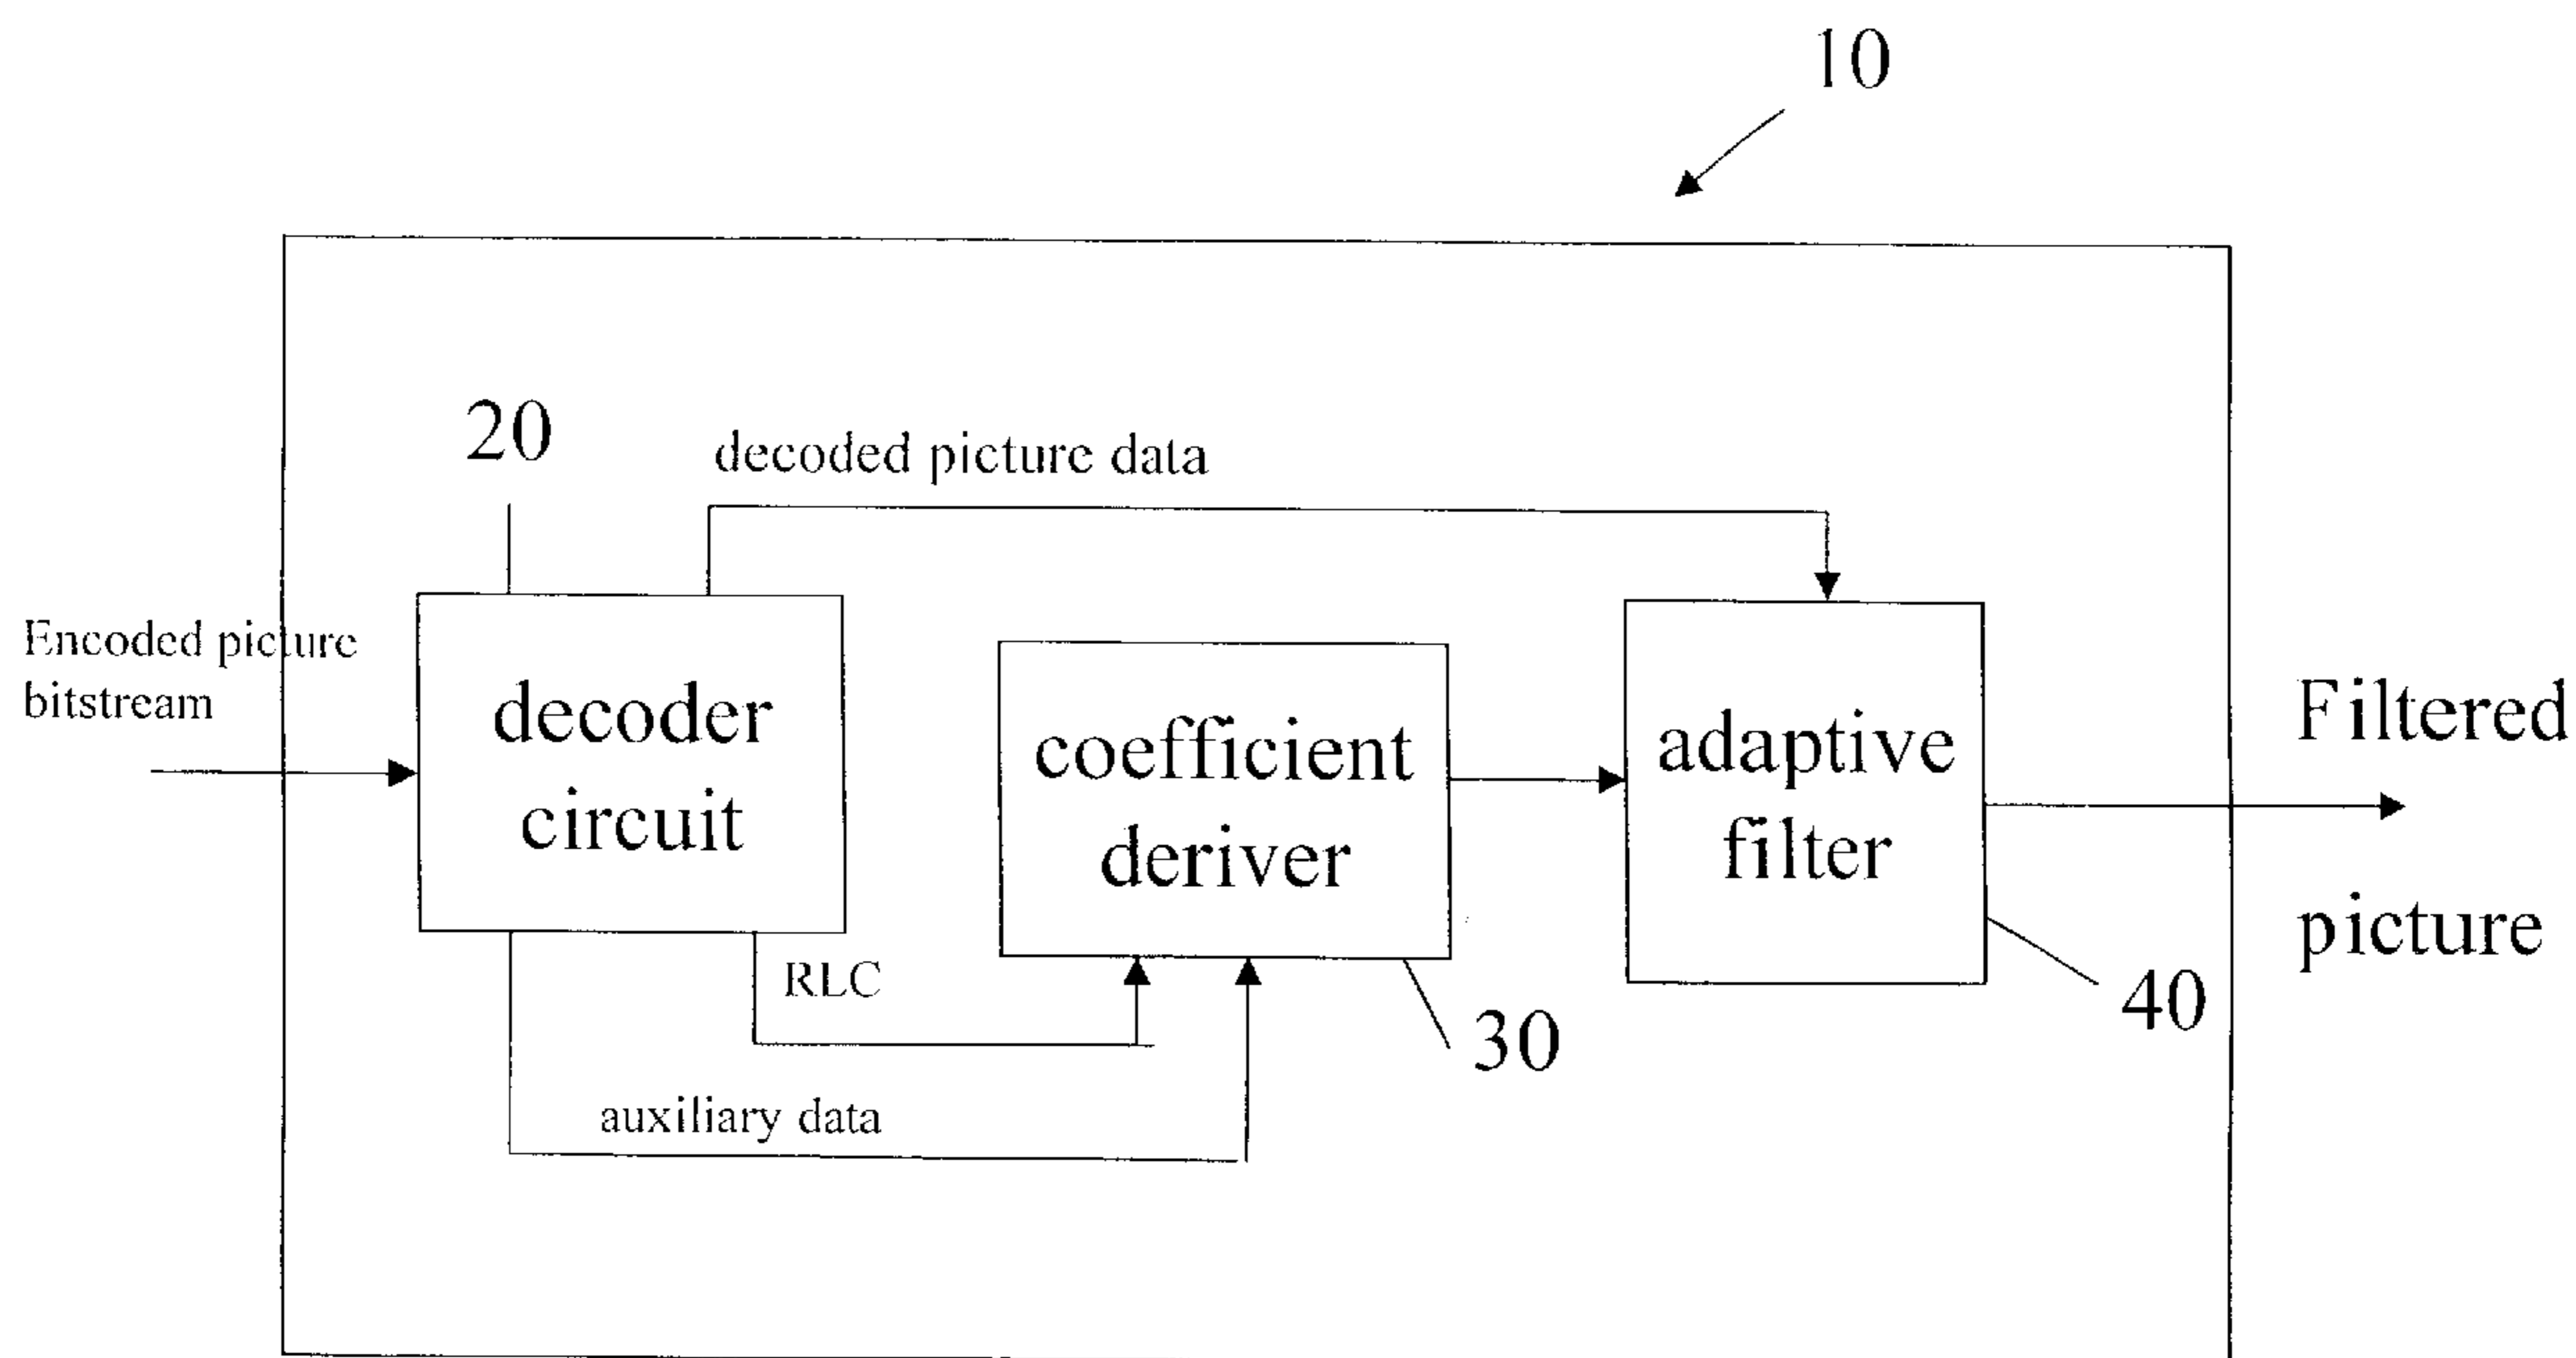 10
20
decoded picture data
Encoded picture
bitstream
decoder
circuit
coefficient
deriver
adaptive
filter
Filtered
picture
RLC
30
40
auxiliary data